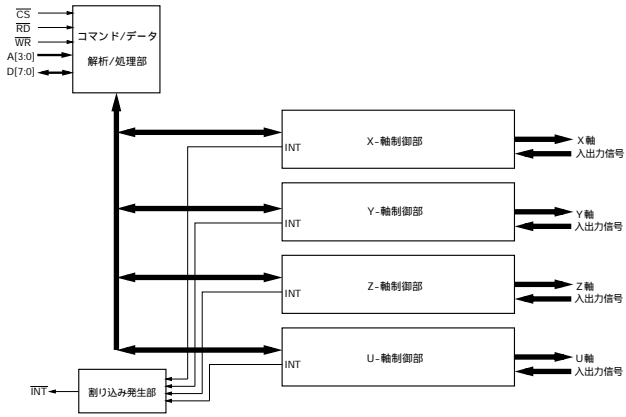 CS
RD
WR
A[3:0]
D[7:0]
コマンド/データ
解析/処理部
INT
X-軸制御部
X軸
入出力信号
INT
Y-軸制御部
Y軸
入出力信号
INT
Z-軸制御部
Z軸
入出力信号
INT
U-軸制御部
U軸
入出力信号
INT
割り込み発生部